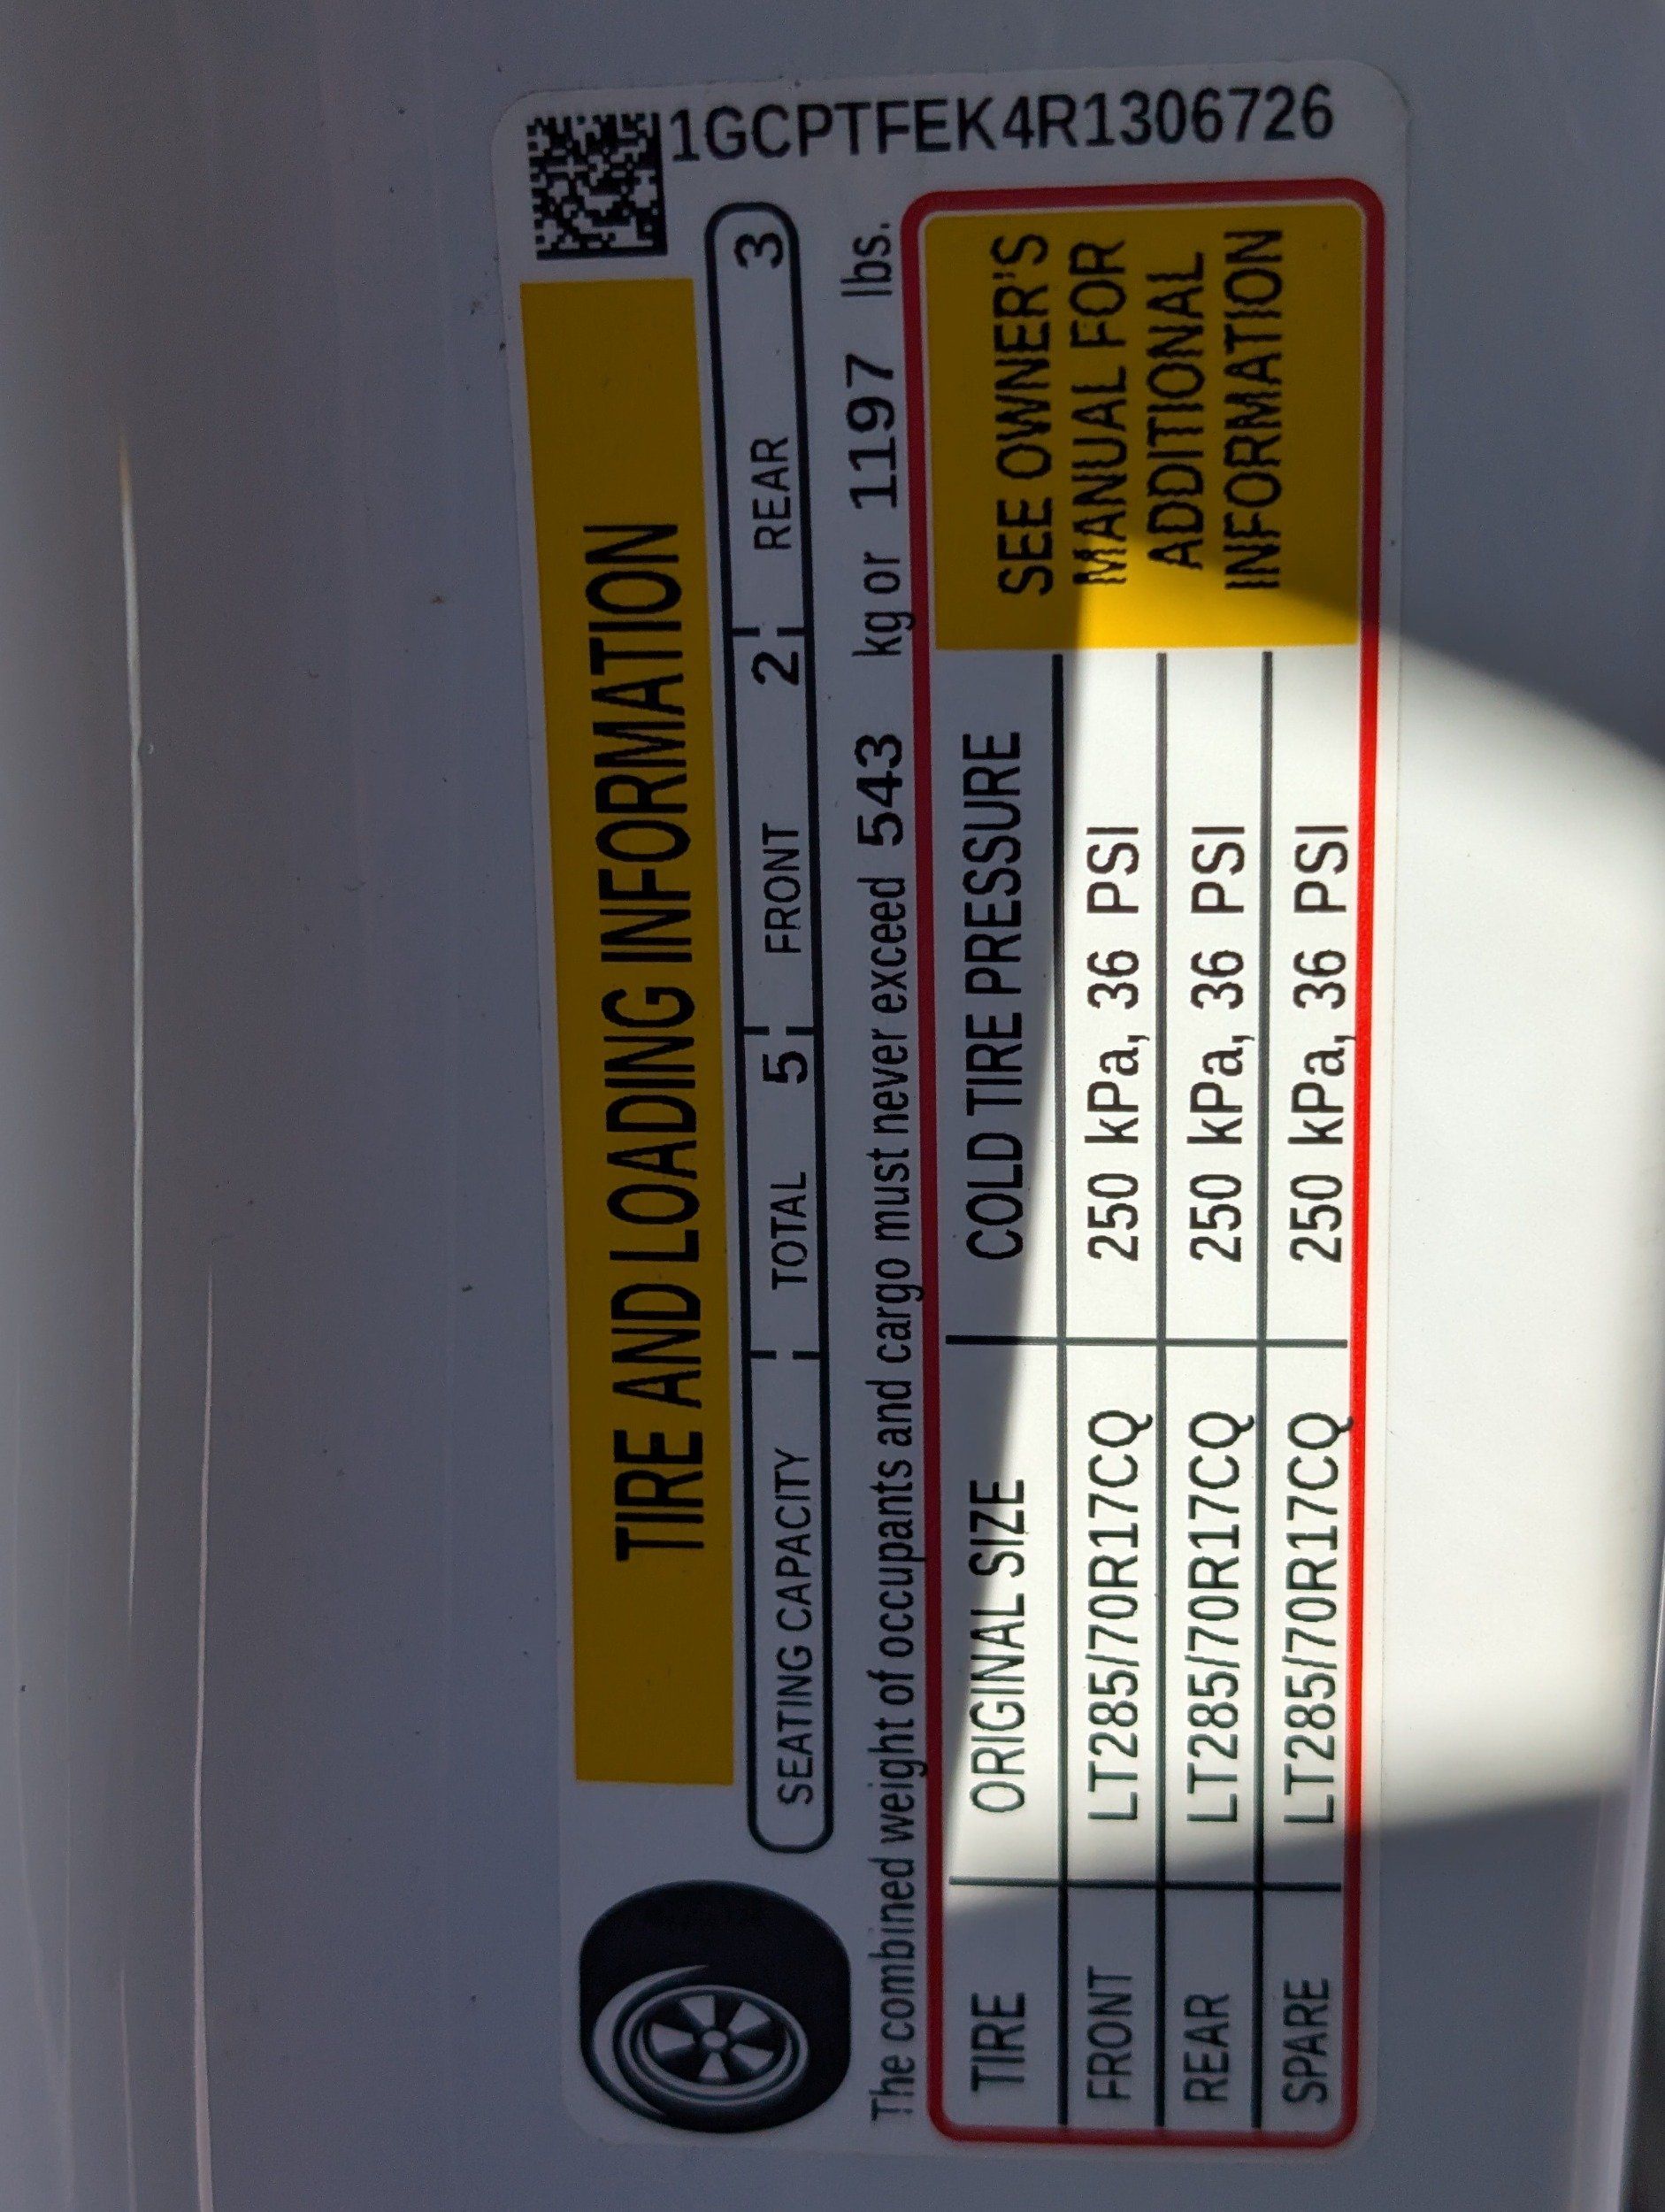 1GCPTFEK4R1306726
TIRE AND LOADING INFORMATION
SEATING CAPACITY TOTAL 5 FRONT 2 REAR 3
The combined weight of occupants and cargo must never exceed 543 kg or 1197 lbs.
TIRE ORIGINAL SIZE COLD TIRE PRESSURE
FRONT LT285/70R17CQ 250 kPa, 36 PSI
REAR LT285/70R17CQ 250 kPa, 36 PSI
SPARE LT285/70R17CQ 250 kPa, 36 PSI
SEE OWNER'S
MANUAL FOR
ADDITIONAL
INFORMATION